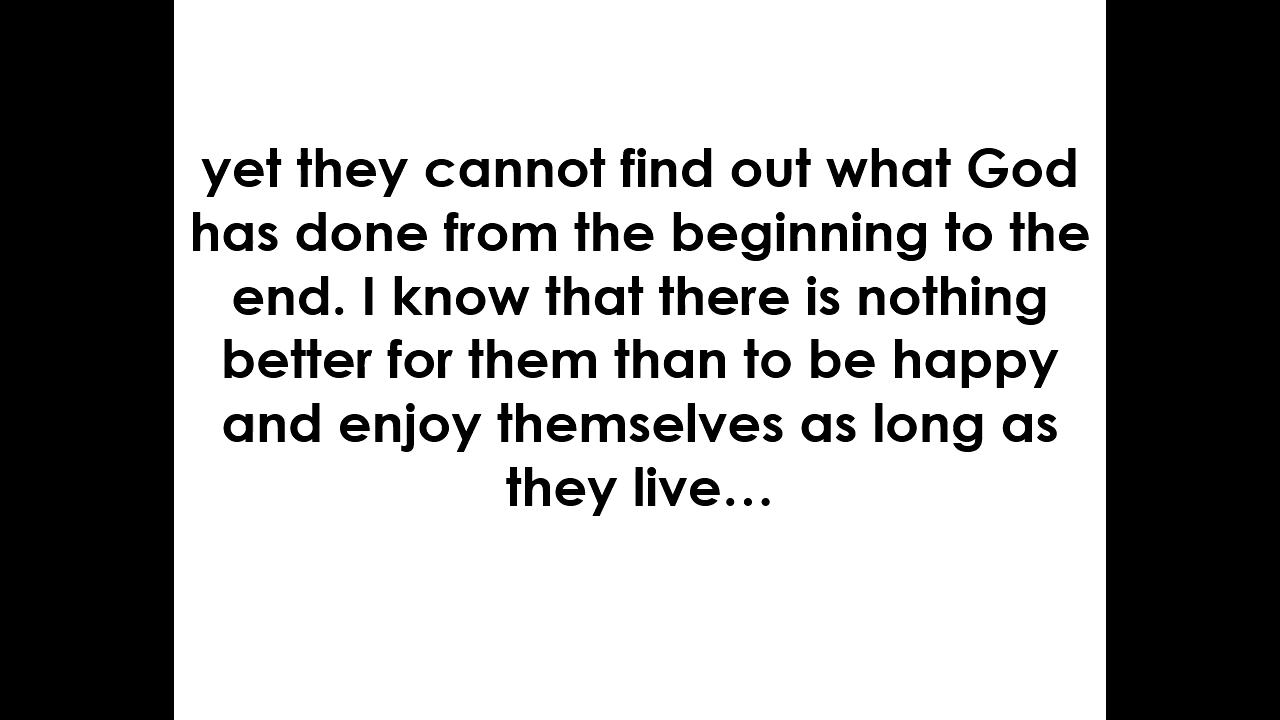 yet they cannot find out what God
has done from the beginning to the
end. I know that there is nothing
better for them than to be happy
and enjoy themselves as long as
they live…